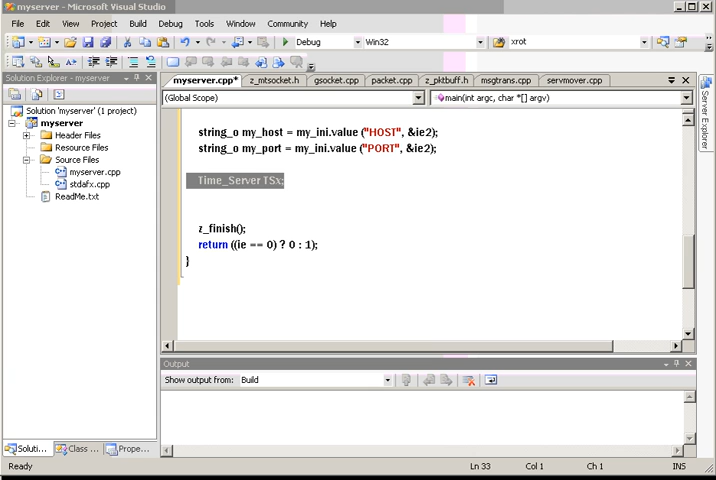 myserver - Microsoft Visual Studio
File Edit View Project Build Debug Tools Window Community Help
Debug Win32 xrot
Solution Explorer - myserver
myserver.cpp* z_mtsocket.h gsocket.cpp packet.cpp z_pktbuff.h msgtrans.cpp servmover.cpp
(Global Scope) main(int argc, char *[] argv)
Solution 'myserver' (1 project)
myserver
Header Files
Resource Files
Source Files
myserver.cpp
stdafx.cpp
ReadMe.txt
string_o my_host = my_ini.value ("HOST", &ie2);
string_o my_port = my_ini.value ("PORT", &ie2);
Time_Server TSx;
z_finish();
return ((ie == 0) ? 0 : 1);
}
Server Explorer
Output
Show output from: Build
Soluti... Class ... Prope...
Ready Ln 33 Col 1 Ch 1 INS